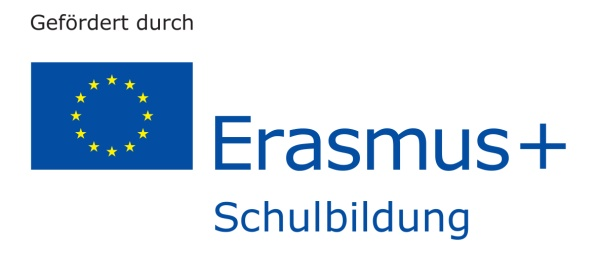 Gefördert durch
Erasmus+
Schulbildung